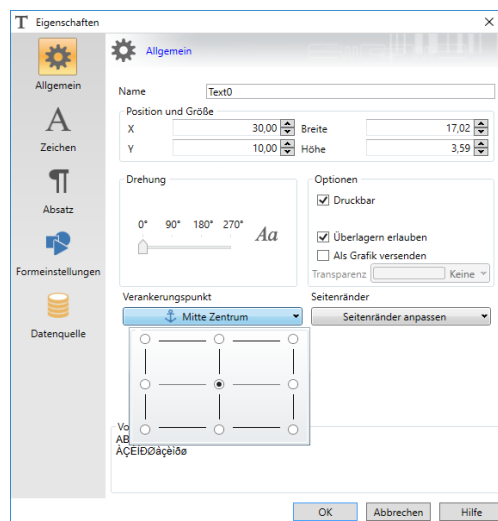 T Eigenschaften
Allgemein
Allgemein
Zeichen
Absatz
Formeinstellungen
Datenquelle
Name Text0
Position und Größe
X 30,00 Breite 17,02
Y 10,00 Höhe 3,59
Drehung
0° 90° 180° 270°
Aa
Optionen
Druckbar
Überlagern erlauben
Als Grafik versenden
Transparenz Keine
Verankerungspunkt
Mitte Zentrum
Seitenränder
Seitenränder anpassen
Vo
AB
ÀÇÈÌÐØàçèìðø
OK Abbrechen Hilfe